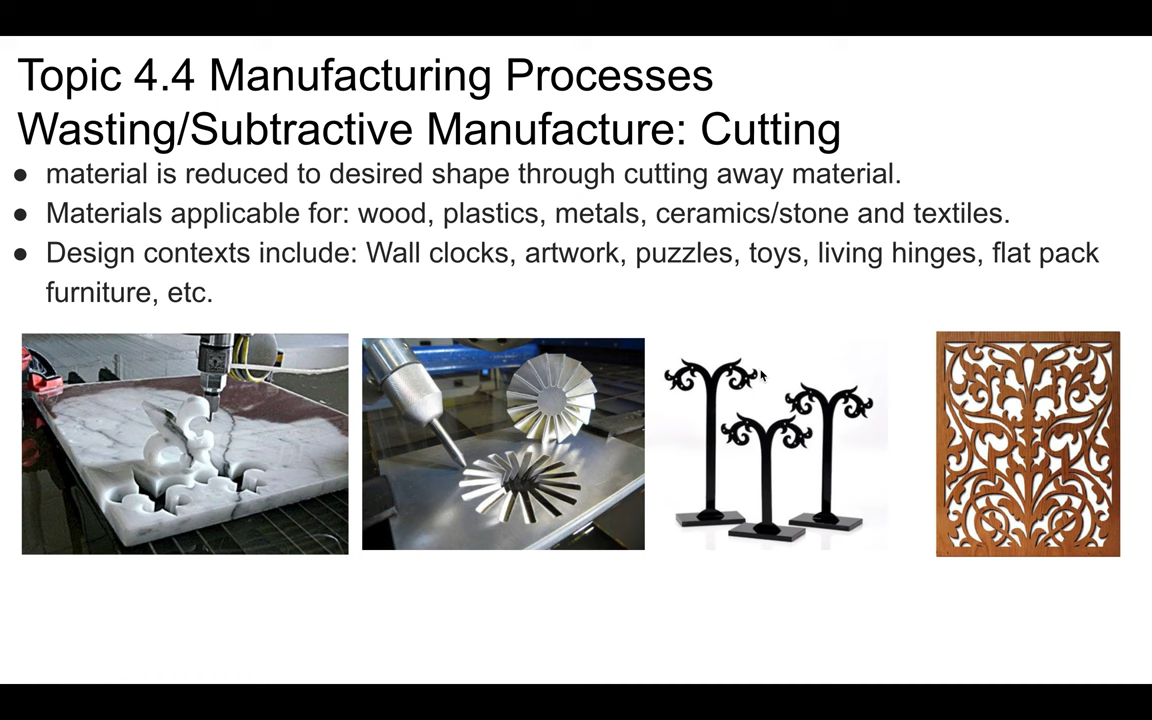 Topic 4.4 Manufacturing Processes
Wasting/Subtractive Manufacture: Cutting
● material is reduced to desired shape through cutting away material.
● Materials applicable for: wood, plastics, metals, ceramics/stone and textiles.
● Design contexts include: Wall clocks, artwork, puzzles, toys, living hinges, flat pack
furniture, etc.